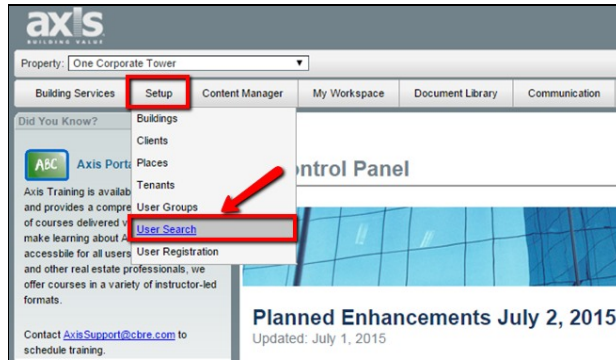 axis
BUILDING VALUE
Property: One Corporate Tower
Building Services Setup Content Manager My Workspace Document Library Communication
Did You Know?
Buildings
Clients
Places
Tenants
User Groups
User Search
User Registration
ABC Axis Porta
Axis Training is availab
and provides a compre
of courses delivered v
make learning about A
accessbile for all users
and other real estate professionals, we
offer courses in a variety of instructor-led
formats.
Contact AxisSupport@cbre.com to
schedule training.
ntrol Panel
Planned Enhancements July 2, 2015
Updated: July 1, 2015